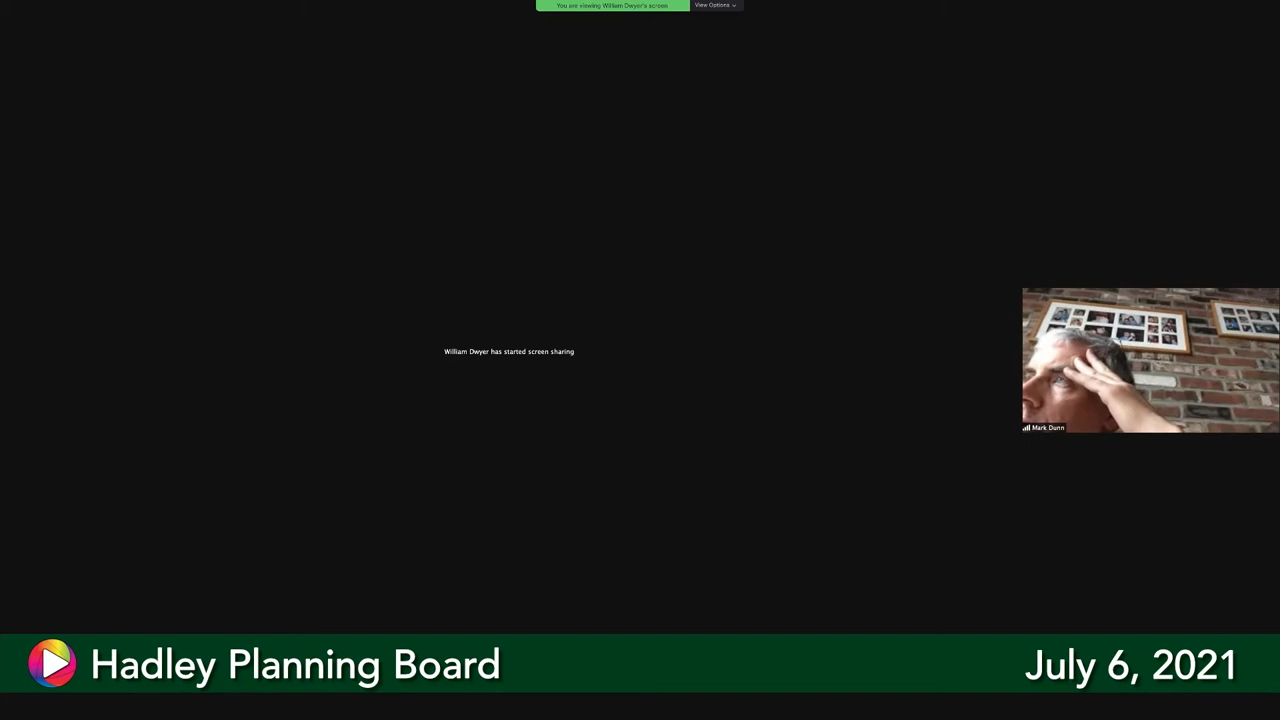 You are viewing William Dwyer's screen
View Options
William Dwyer has started screen sharing
Mark Dunn
Hadley Planning Board
July 6, 2021